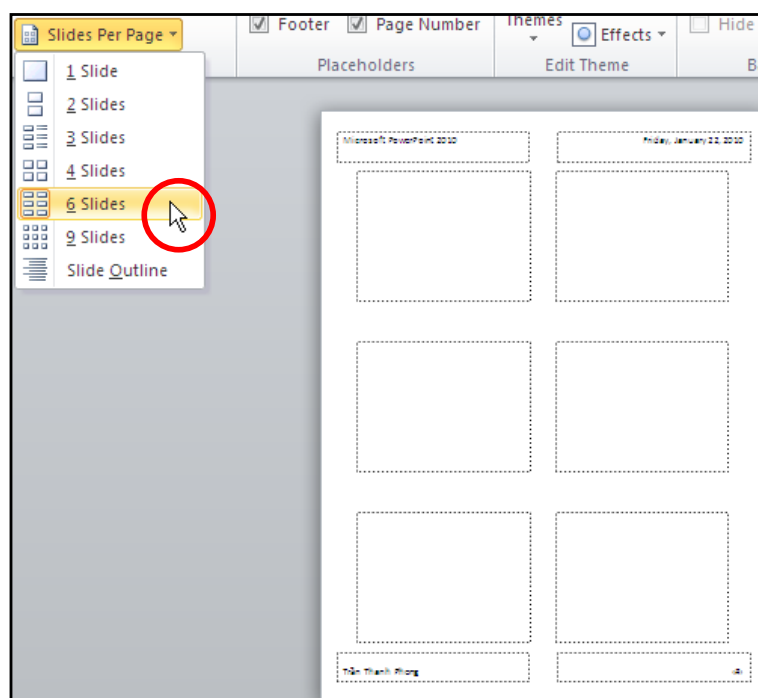 Slides Per Page
Footer
Page Number
Themes
Effects
Hide
Placeholders
Edit Theme
B
1 Slide
2 Slides
3 Slides
4 Slides
6 Slides
9 Slides
Slide Outline
Microsoft PowerPoint 2010
Friday, January 22, 2010
Trần Thanh Phong
‹#›